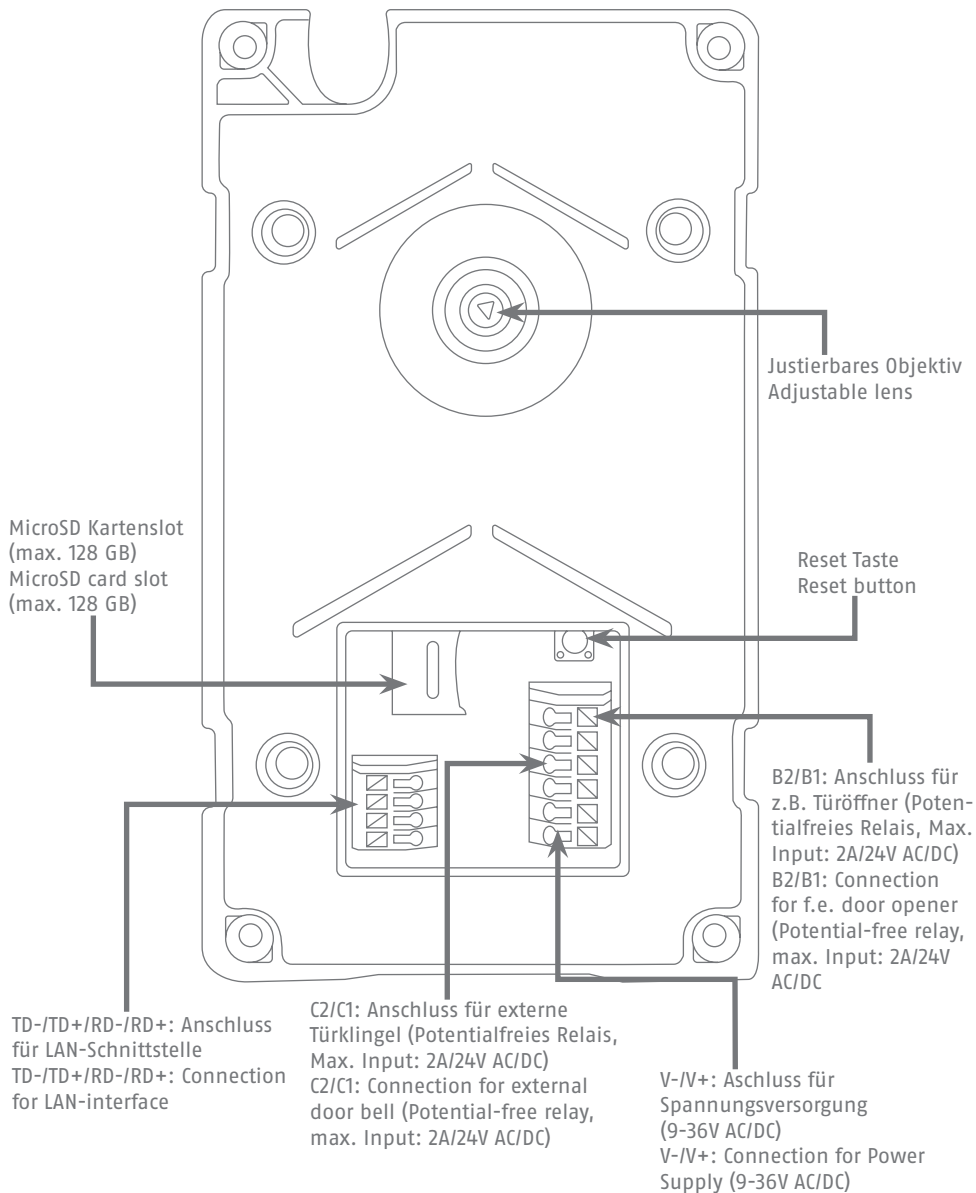 Justierbares Objektiv
Adjustable lens
MicroSD Kartenslot
(max. 128 GB)
MicroSD card slot
(max. 128 GB)
Reset Taste
Reset button
B2/B1: Anschluss für
z.B. Türöffner (Poten-
tialfreies Relais, Max.
Input: 2A/24V AC/DC)
B2/B1: Connection
for f.e. door opener
(Potential-free relay,
max. Input: 2A/24V
AC/DC
TD-/TD+/RD-/RD+: Anschluss
für LAN-Schnittstelle
TD-/TD+/RD-/RD+: Connection
for LAN-interface
C2/C1: Anschluss für externe
Türklingel (Potentialfreies Relais,
Max. Input: 2A/24V AC/DC)
C2/C1: Connection for external
door bell (Potential-free relay,
max. Input: 2A/24V AC/DC)
V-/V+: Aschluss für
Spannungsversorgung
(9-36V AC/DC)
V-/V+: Connection for Power
Supply (9-36V AC/DC)